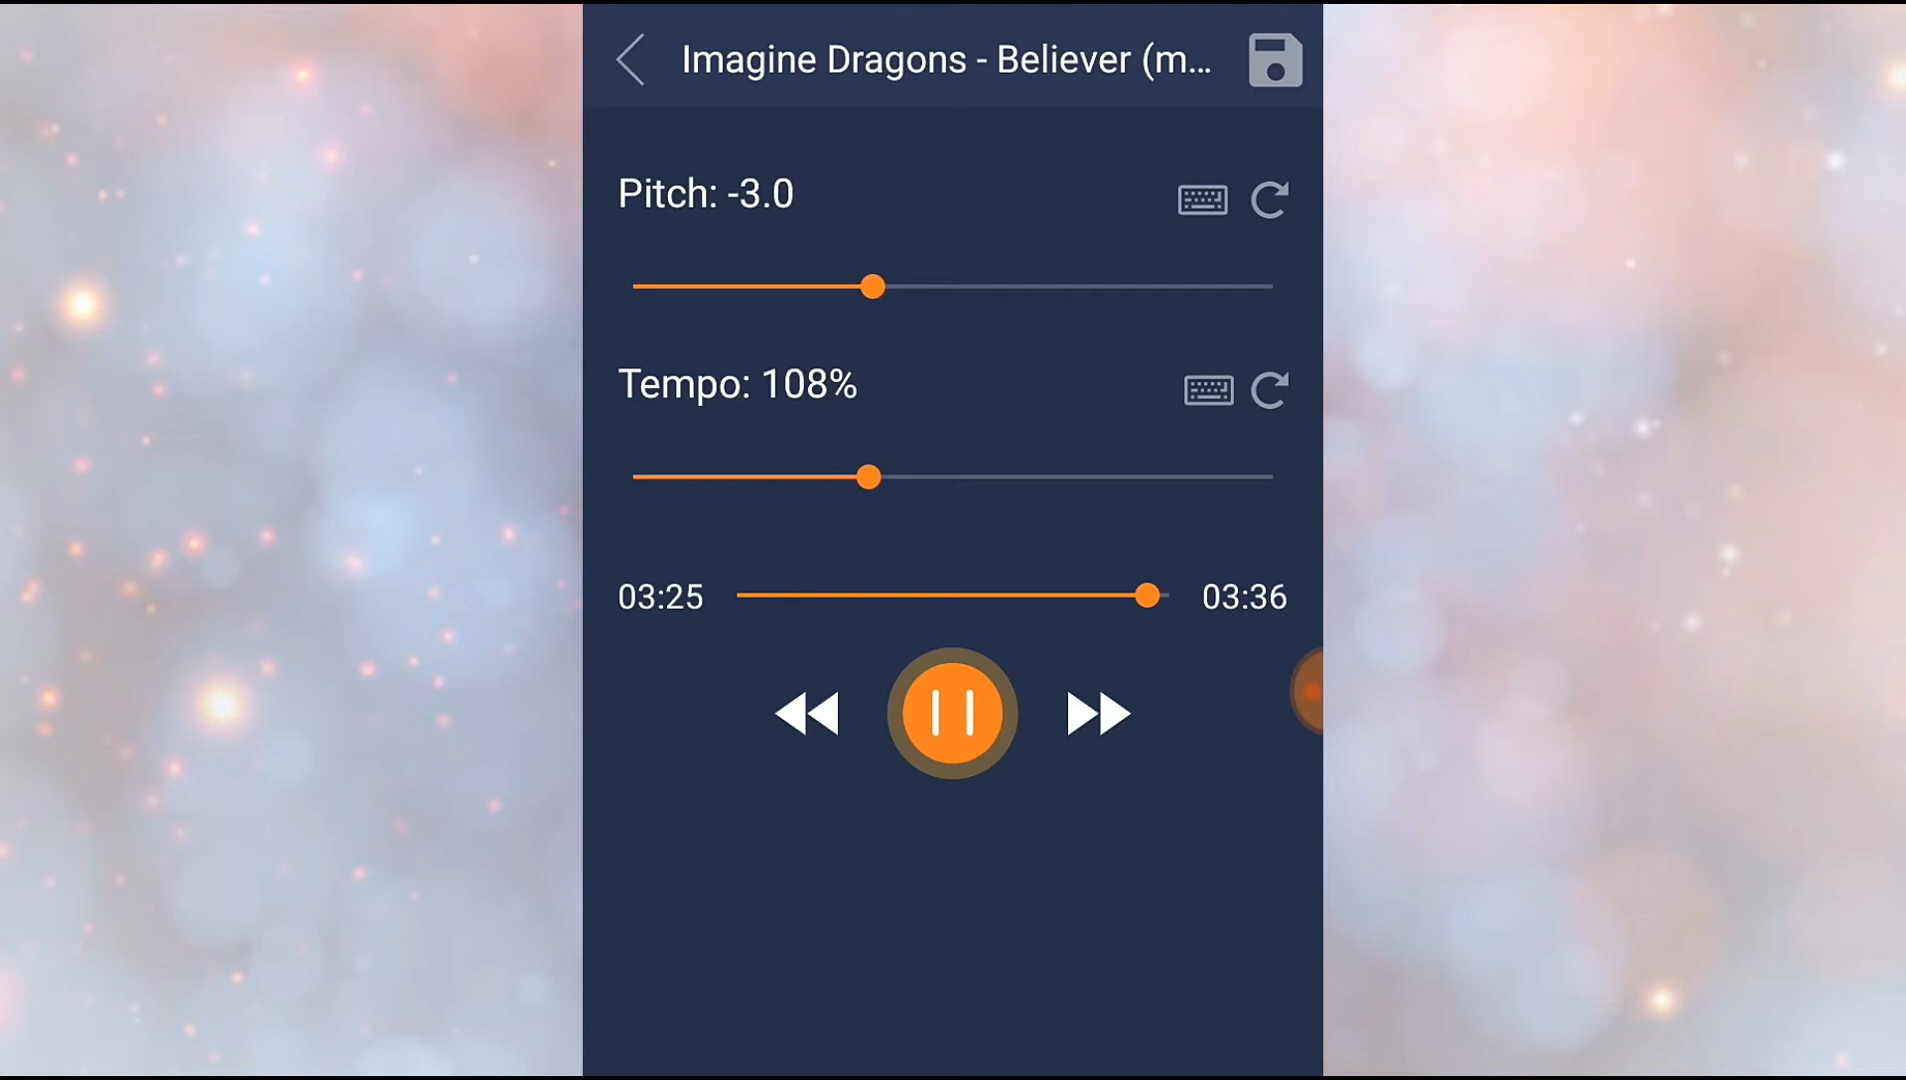 Imagine Dragons - Believer (m...
Pitch: -3.0
Tempo: 108%
03:25
03:36